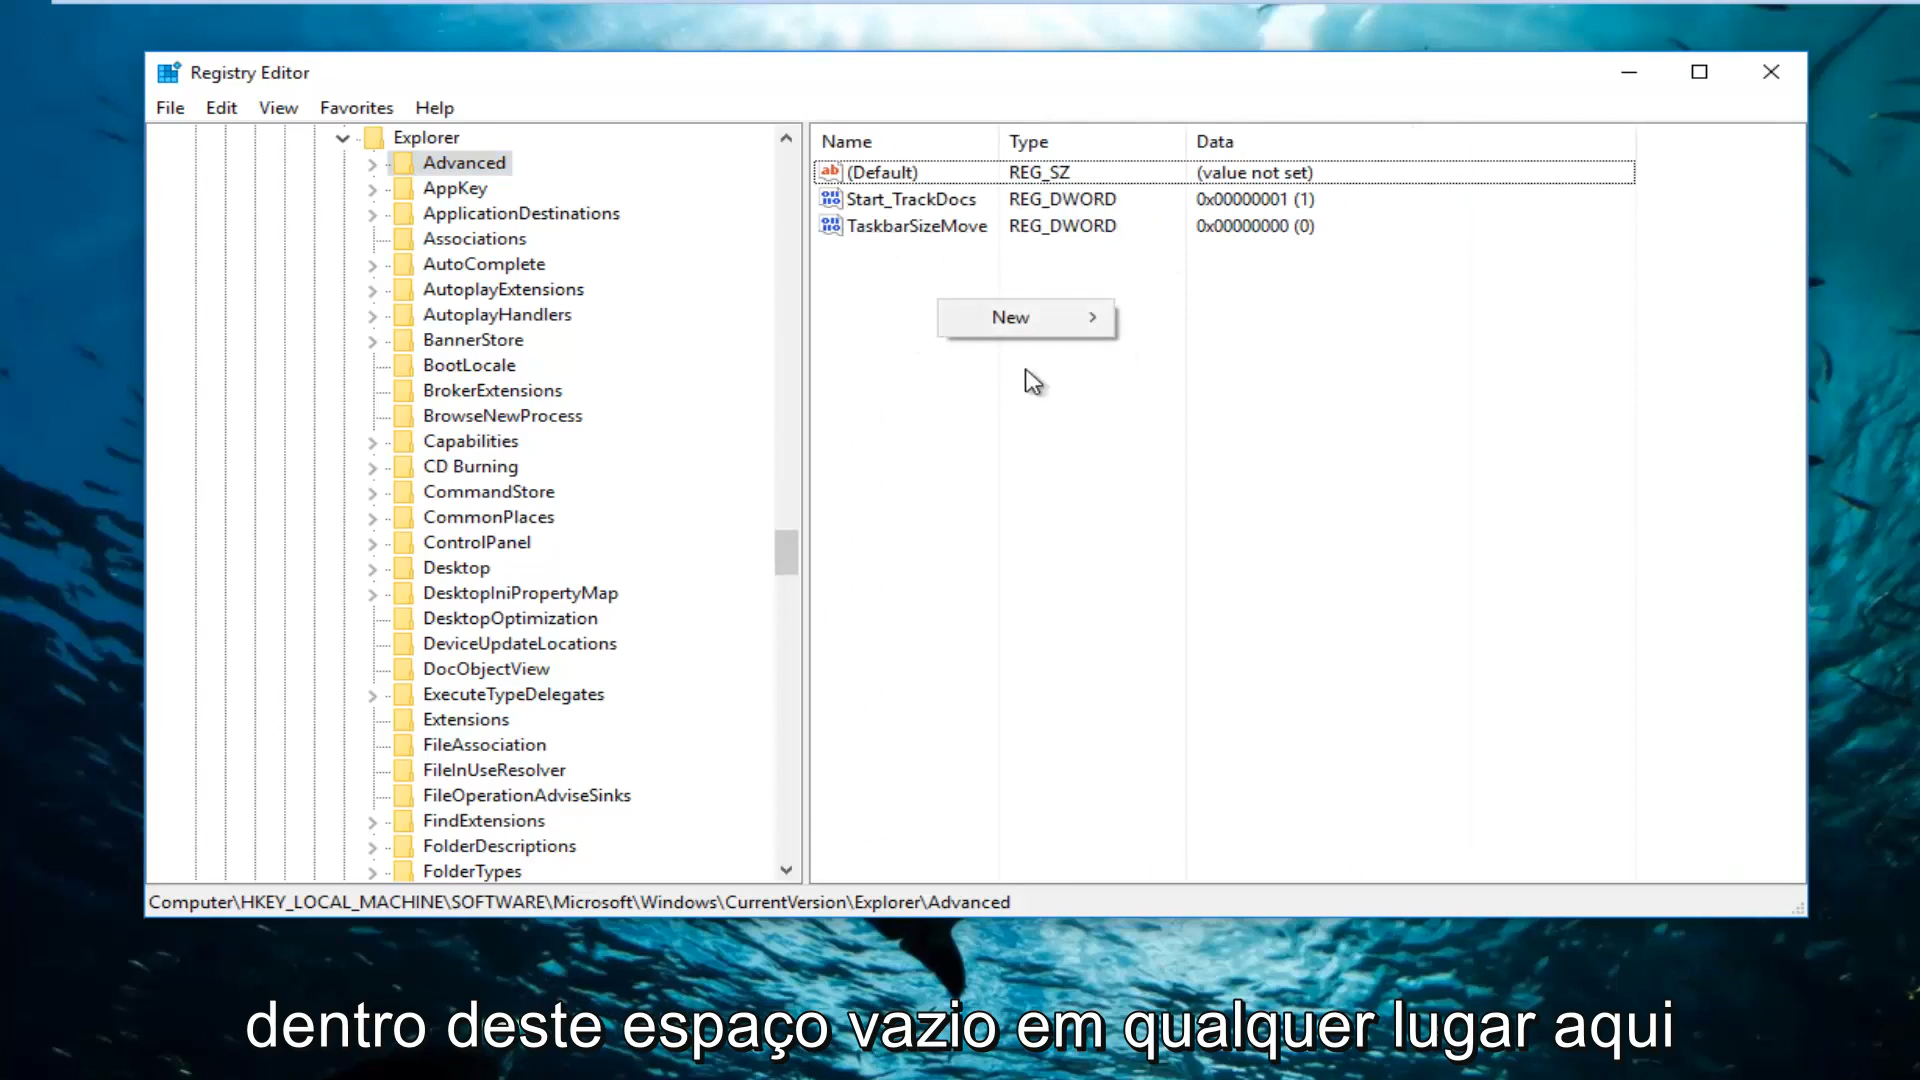 Registry Editor
File Edit View Favorites Help
Explorer
Advanced
AppKey
ApplicationDestinations
Associations
AutoComplete
AutoplayExtensions
AutoplayHandlers
BannerStore
BootLocale
BrokerExtensions
BrowseNewProcess
Capabilities
CD Burning
CommandStore
CommonPlaces
ControlPanel
Desktop
DesktopIniPropertyMap
DesktopOptimization
DeviceUpdateLocations
DocObjectView
ExecuteTypeDelegates
Extensions
FileAssociation
FileInUseResolver
FileOperationAdviseSinks
FindExtensions
FolderDescriptions
FolderTypes
Name Type Data
(Default) REG_SZ (value not set)
Start_TrackDocs REG_DWORD 0x00000001 (1)
TaskbarSizeMove REG_DWORD 0x00000000 (0)
New
Computer\HKEY_LOCAL_MACHINE\SOFTWARE\Microsoft\Windows\CurrentVersion\Explorer\Advanced
dentro deste espaço vazio em qualquer lugar aqui